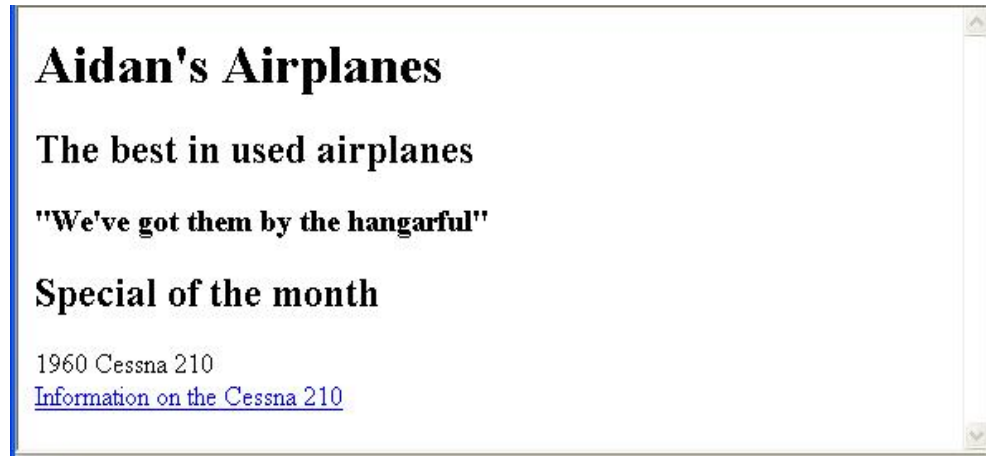 Aidan's Airplanes
The best in used airplanes
"We've got them by the hangarful"
Special of the month
1960 Cessna 210
Information on the Cessna 210